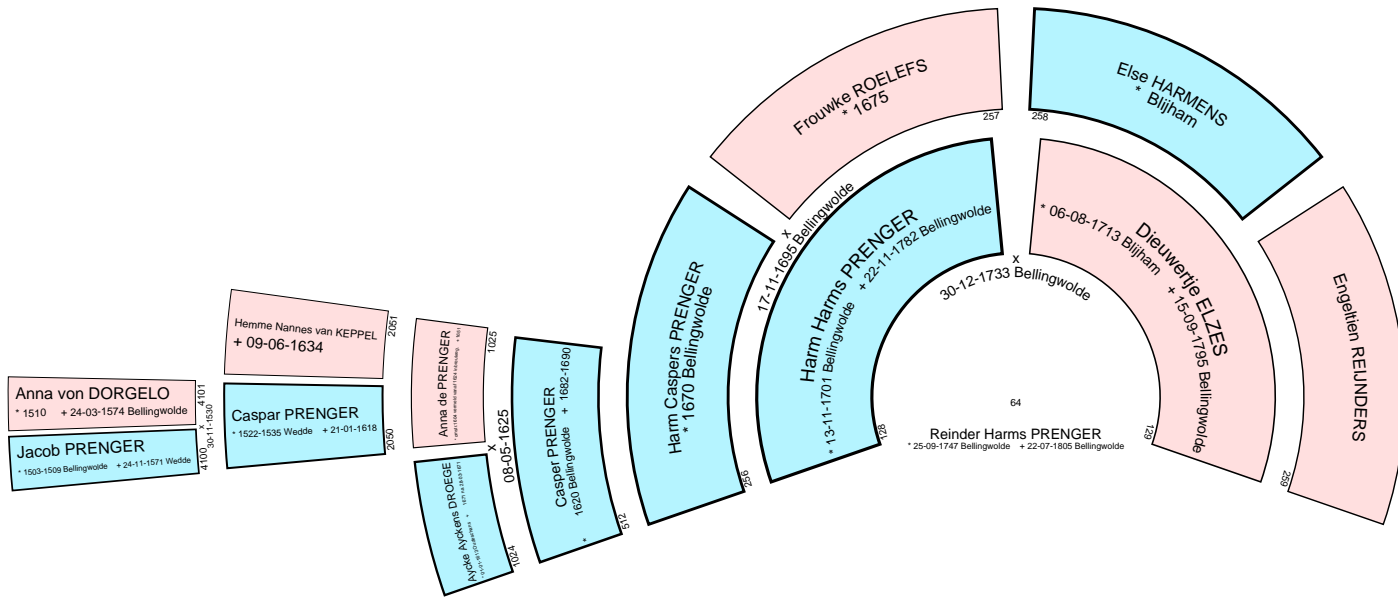 Anna von DORGELO
* 1510 + 24-03-1574 Bellingwolde
4101
x
30-11-1530
Jacob PRENGER
* 1503-1509 Bellingwolde + 24-11-1571 Wedde
4100
Hemme Nannes van KEPPEL
+ 09-06-1634
2051
Caspar PRENGER
* 1522-1535 Wedde + 21-01-1618
2050
Anna de PRENGER
1025
x
08-05-1625
Aycke Ayckens DROEGE
1024
Casper PRENGER
* 1620 Bellingwolde + 1682-1690
512
Harm Caspers PRENGER
* 1670 Bellingwolde
256
Frouwke ROELEFS
* 1675
257
x
17-11-1695 Bellingwolde
Harm Harms PRENGER
* 13-11-1701 Bellingwolde + 22-11-1782 Bellingwolde
128
x
30-12-1733 Bellingwolde
Else HARMENS
* Blijham
258
Dieuwertje ELZES
* 06-08-1713 Blijham + 15-09-1795 Bellingwolde
129
Engeltien REIJNDERS
259
64
Reinder Harms PRENGER
* 25-09-1747 Bellingwolde + 22-07-1805 Bellingwolde